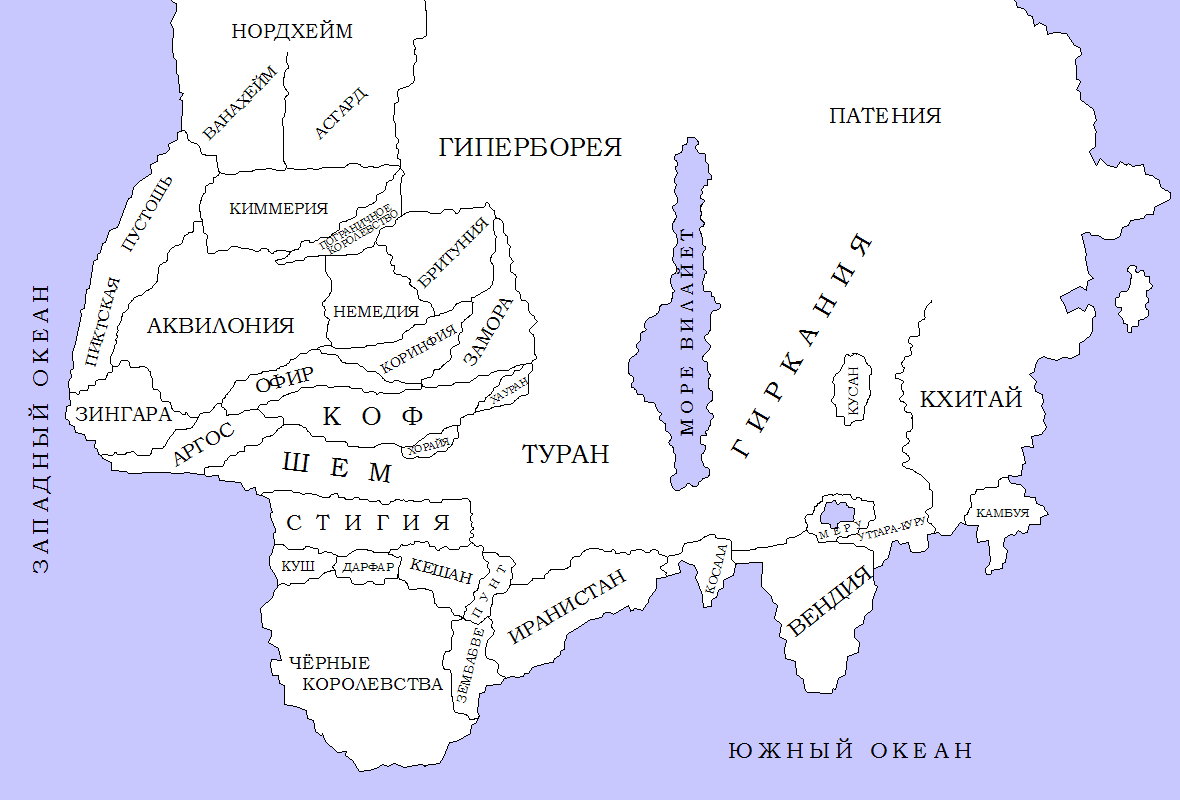 НОРДХЕЙМ
ВАНАХЕЙМ
АСГАРД
ПАТЕНИЯ
ГИПЕРБОРЕЯ
ПИКТСКАЯ ПУСТОШЬ
КИММЕРИЯ
ПОГРАНИЧНОЕ
КОРОЛЕВСТВО
БРИТУНИЯ
МОРЕ ВИЛАЙЕТ
ГИРКАНИЯ
ЗАПАДНЫЙ ОКЕАН
АКВИЛОНИЯ
НЕМЕДИЯ
ЗАМОРА
КОРИНФИЯ
ОФИР
ХАУРАН
КУСАН
КХИТАЙ
ЗИНГАРА
КОФ
АРГОС
ХОРАЙЯ
ТУРАН
ШЕМ
СТИГИЯ
МЕРУ
УТТАРА-КУРУ
КАМБУЯ
КУШ
ДАРФАР
КЕШАН
ПУНТ
ИРАНИСТАН
КОСАЛА
ВЕНДИЯ
ЗЕМБАБВЕ
ЧЁРНЫЕ
КОРОЛЕВСТВА
ЮЖНЫЙ ОКЕАН